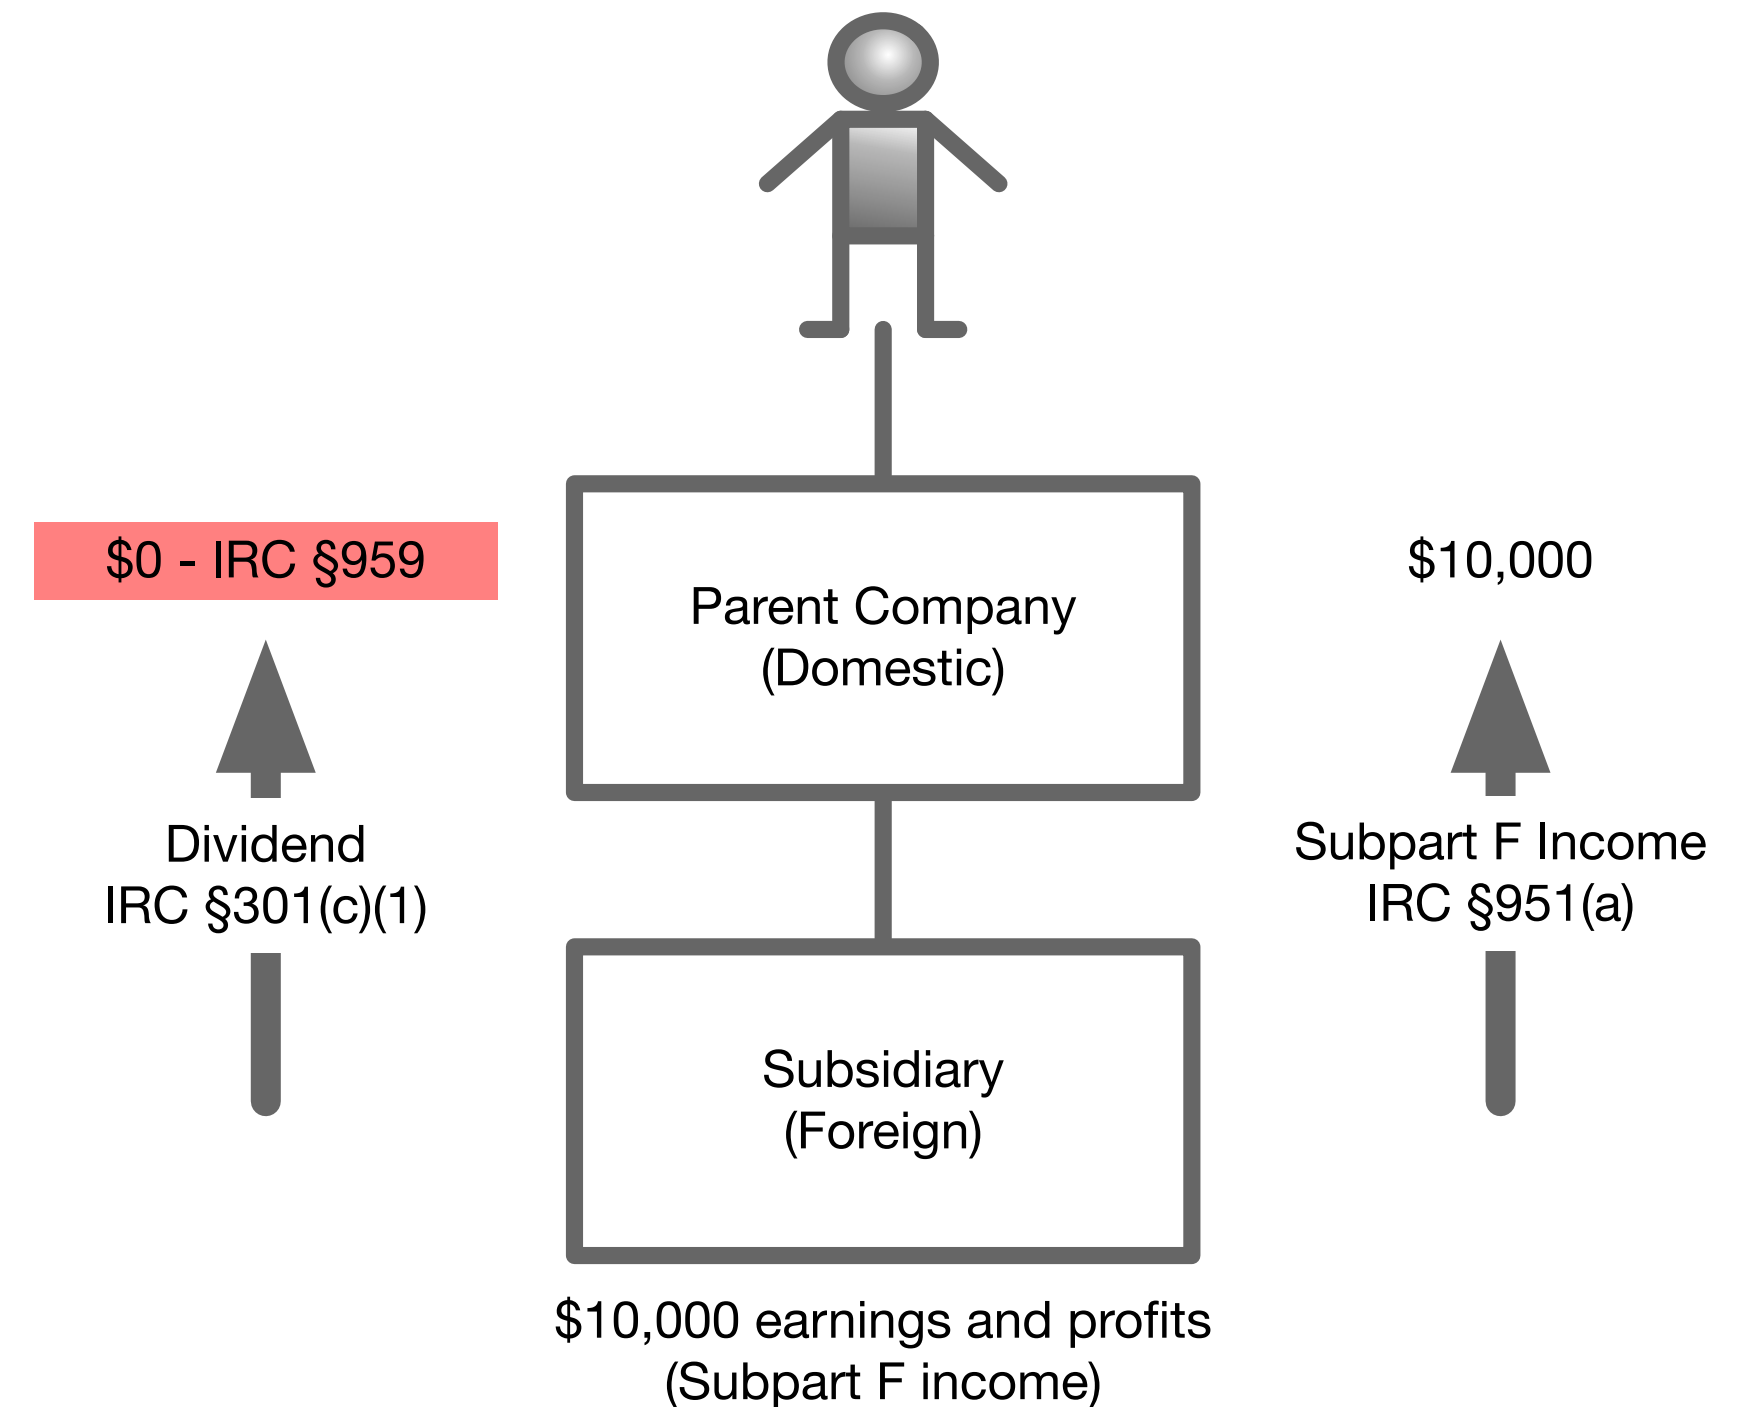 $0 - IRC §959
$10,000
Parent Company
(Domestic)
Dividend
IRC §301(c)(1)
Subpart F Income
IRC §951(a)
Subsidiary
(Foreign)
$10,000 earnings and profits
(Subpart F income)